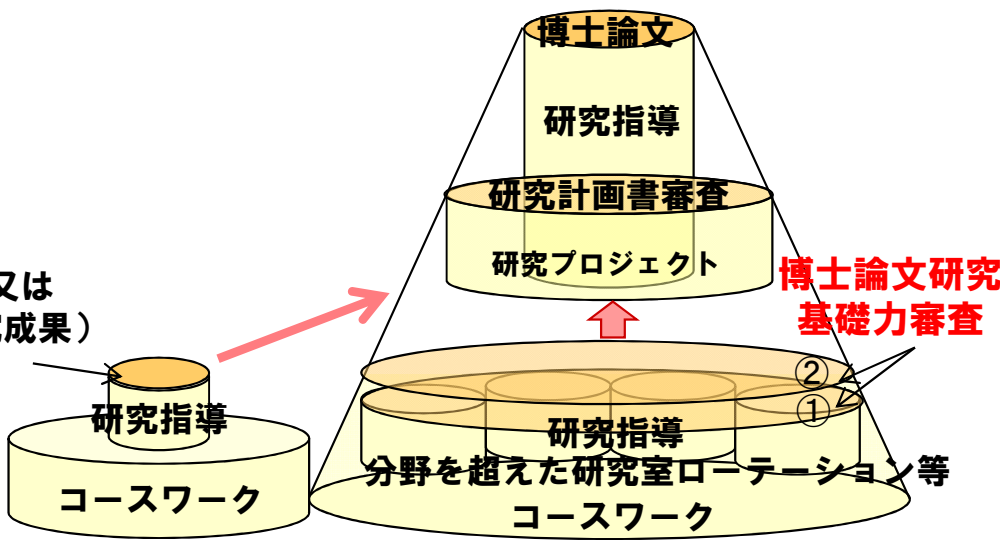 博士論文
研究指導
研究計画書審査
研究プロジェクト
博士論文研究
基礎力審査
②
①
研究指導
分野を超えた研究室ローテーション等
コースワーク
又は
成果）
研究指導
コースワーク